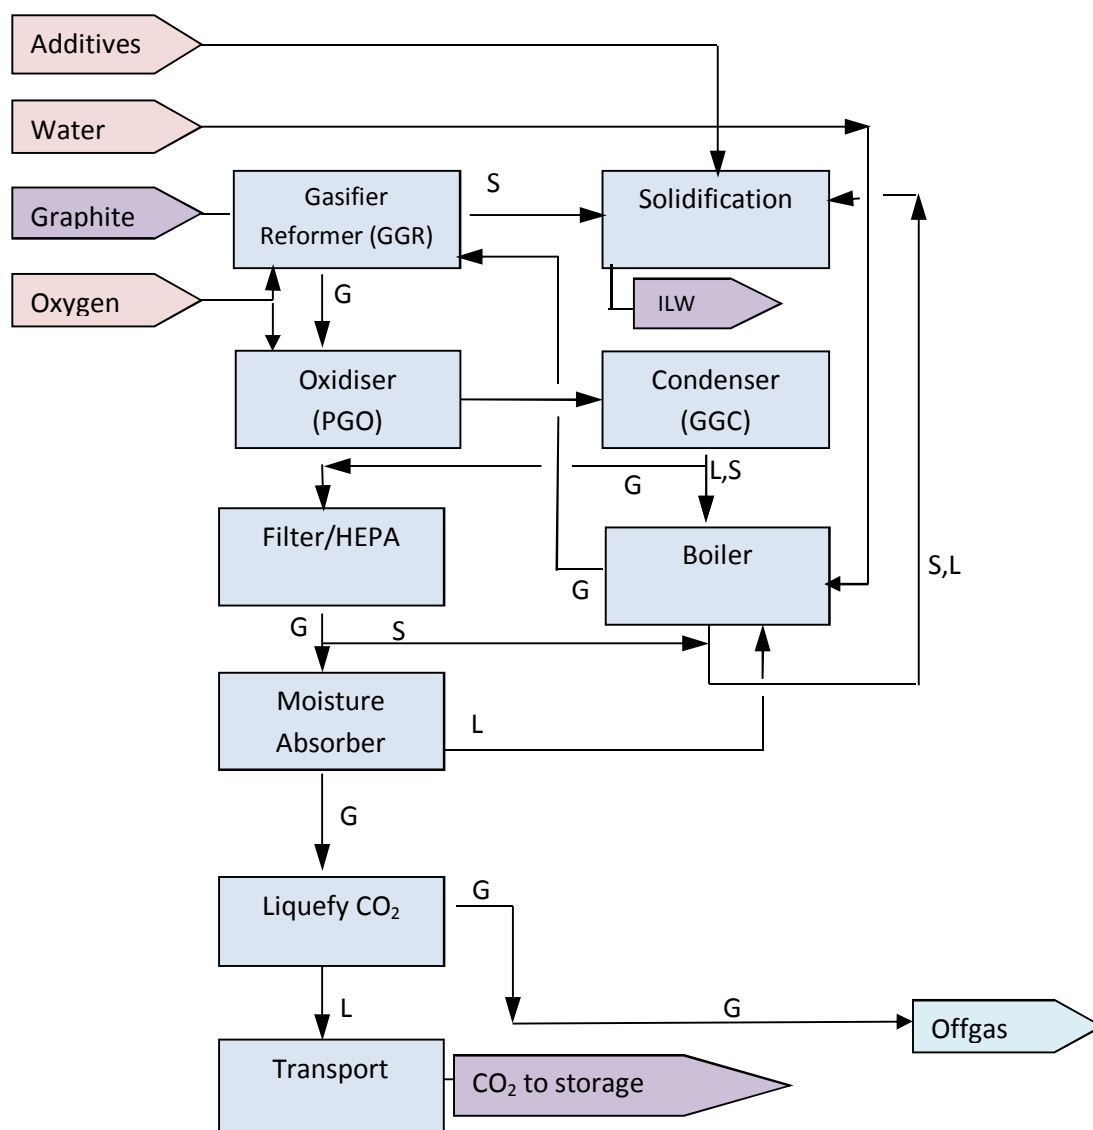 Additives
Water
Graphite
Oxygen
Gasifier
Reformer (GGR)
S
Solidification
ILW
G
Oxidiser
(PGO)
Condenser
(GGC)
G
L,S
Filter/HEPA
Boiler
G
S,L
G
S
Moisture
Absorber
L
G
Liquefy CO₂
G
L
G
Offgas
Transport
CO₂ to storage